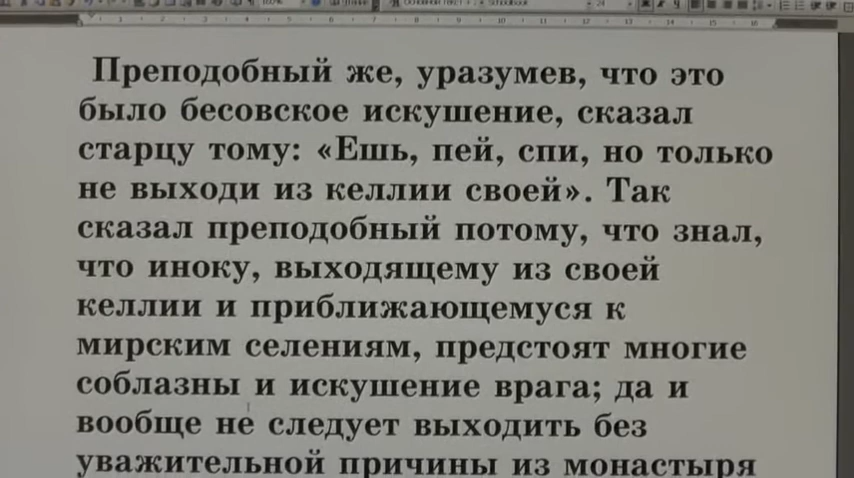 Преподобный же, уразумев, что это
было бесовское искушение, сказал
старцу тому: «Ешь, пей, спи, но только
не выходи из келлии своей». Так
сказал преподобный потому, что знал,
что иноку, выходящему из своей
келлии и приближающемуся к
мирским селениям, предстоят многие
соблазны и искушение врага; да и
вообще не следует выходить без
уважительной причины из монастыря